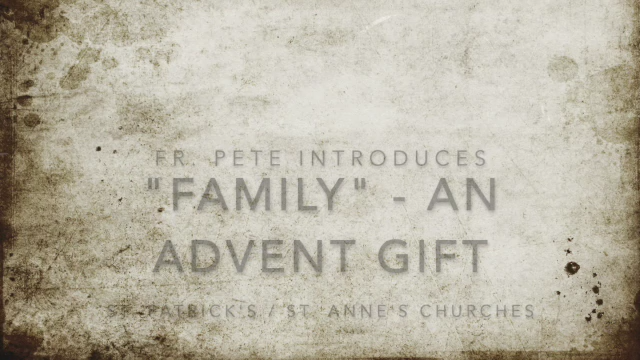 FR. PETE INTRODUCES
"FAMILY" - AN
ADVENT GIFT
ST. PATRICK'S / ST. ANNE'S CHURCHES